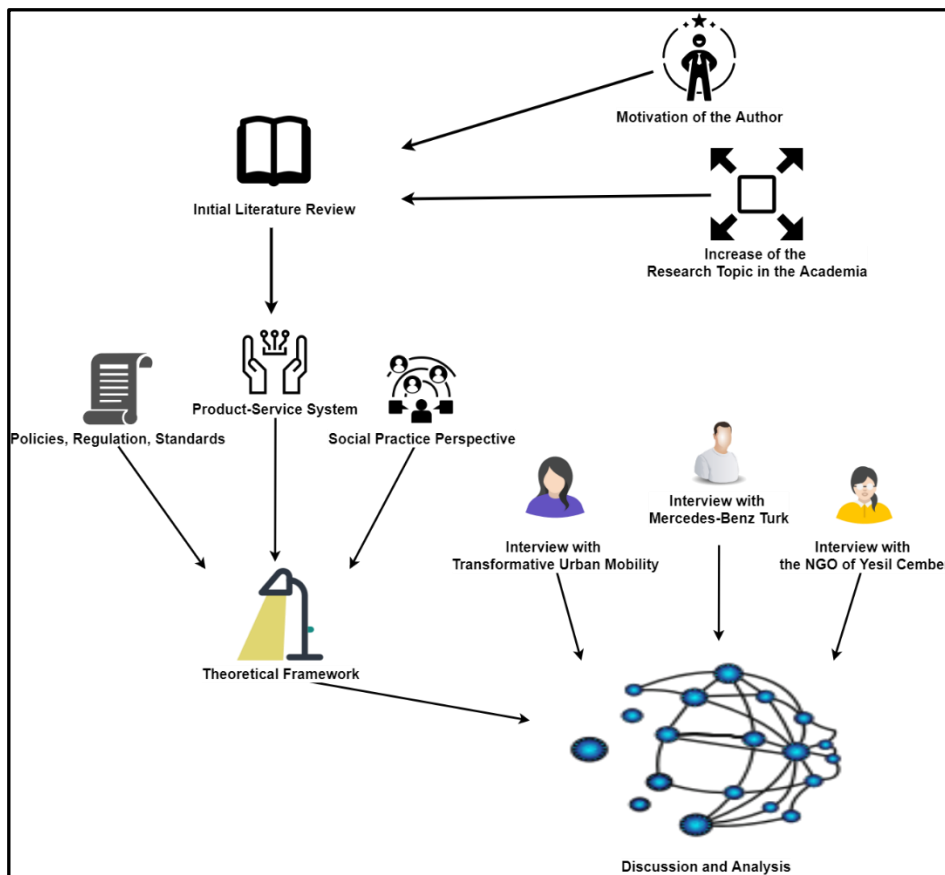 Motivation of the Author
Initial Literature Review
Increase of the
Research Topic in the Academia
Product-Service System
Policies, Regulation, Standards
Social Practice Perspective
Interview with
Mercedes-Benz Turk
Interview with
Transformative Urban Mobility
Interview with
the NGO of Yesil Cember
Theoretical Framework
Discussion and Analysis